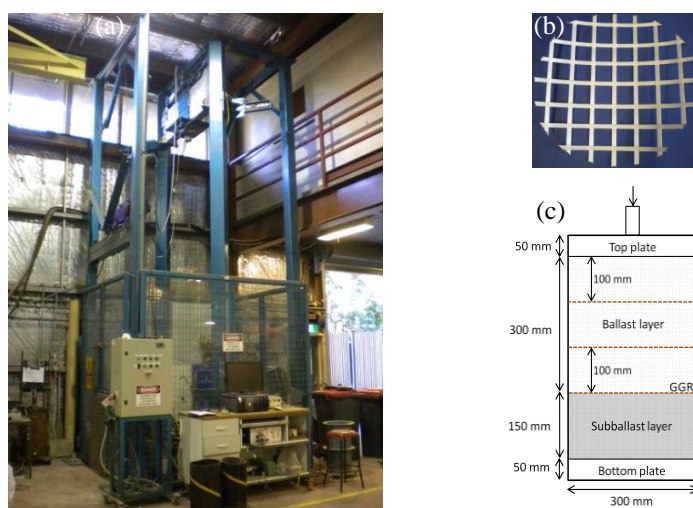 (a)
(b)
(c)
50 mm
Top plate
100 mm
300 mm
Ballast layer
100 mm
GGR
150 mm
Subballast layer
50 mm
Bottom plate
300 mm
DANGER